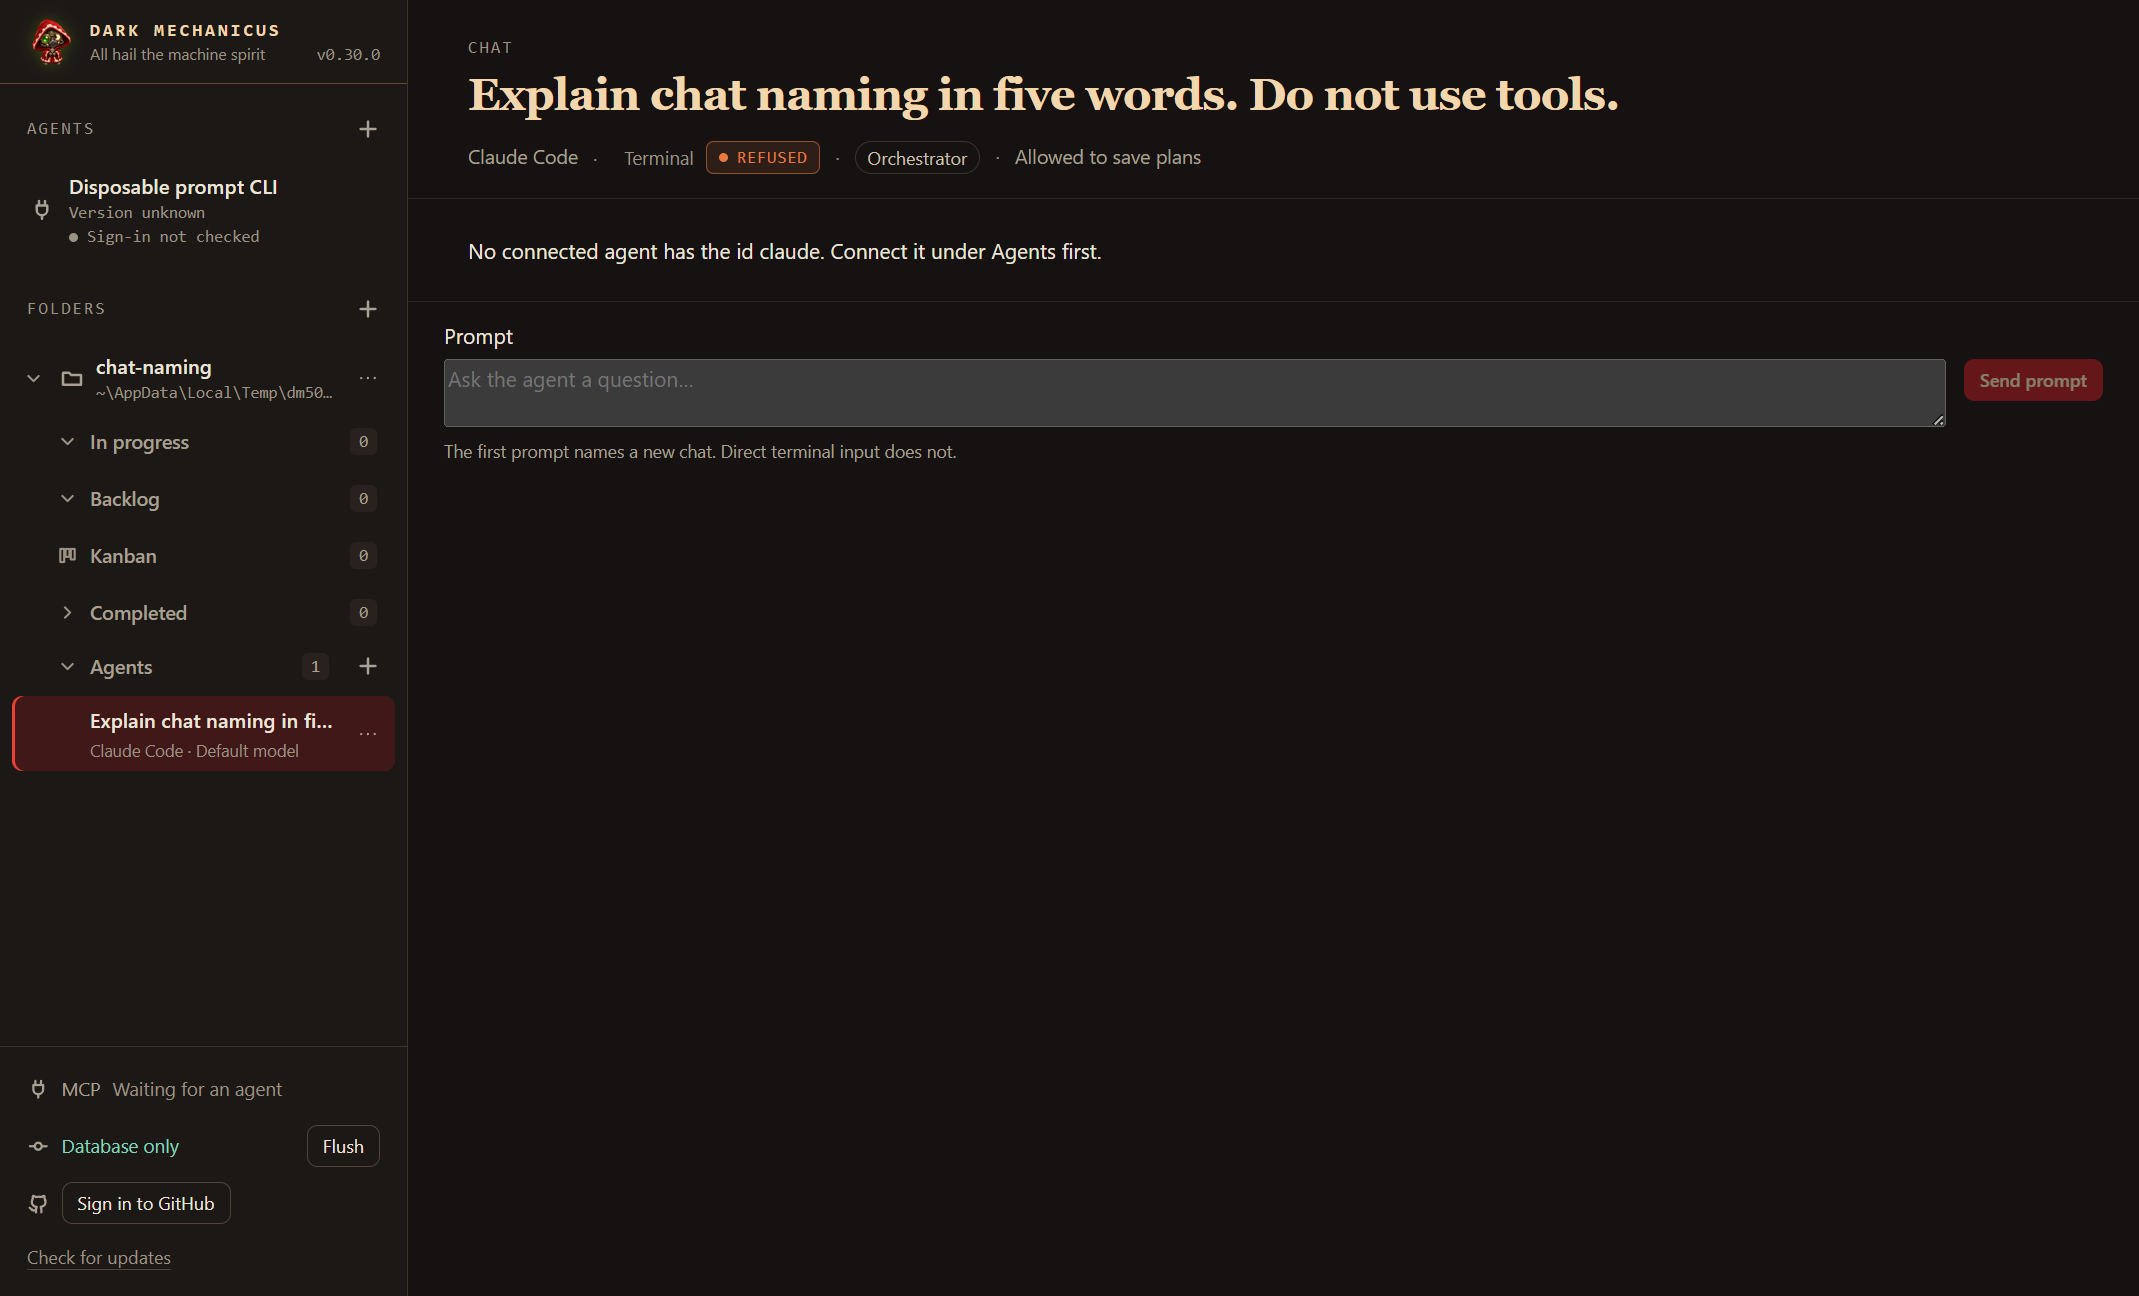 DARK MECHANICUS
All hail the machine spirit v0.30.0
AGENTS
Disposable prompt CLI
Version unknown
Sign-in not checked
FOLDERS
chat-naming
~\AppData\Local\Temp\dm50…
In progress 0
Backlog 0
Kanban 0
Completed 0
Agents 1
Explain chat naming in fi…
Claude Code · Default model
MCP Waiting for an agent
Database only Flush
Sign in to GitHub
Check for updates
CHAT
Explain chat naming in five words. Do not use tools.
Claude Code · Terminal REFUSED · Orchestrator · Allowed to save plans
No connected agent has the id claude. Connect it under Agents first.
Prompt
Ask the agent a question…
Send prompt
The first prompt names a new chat. Direct terminal input does not.